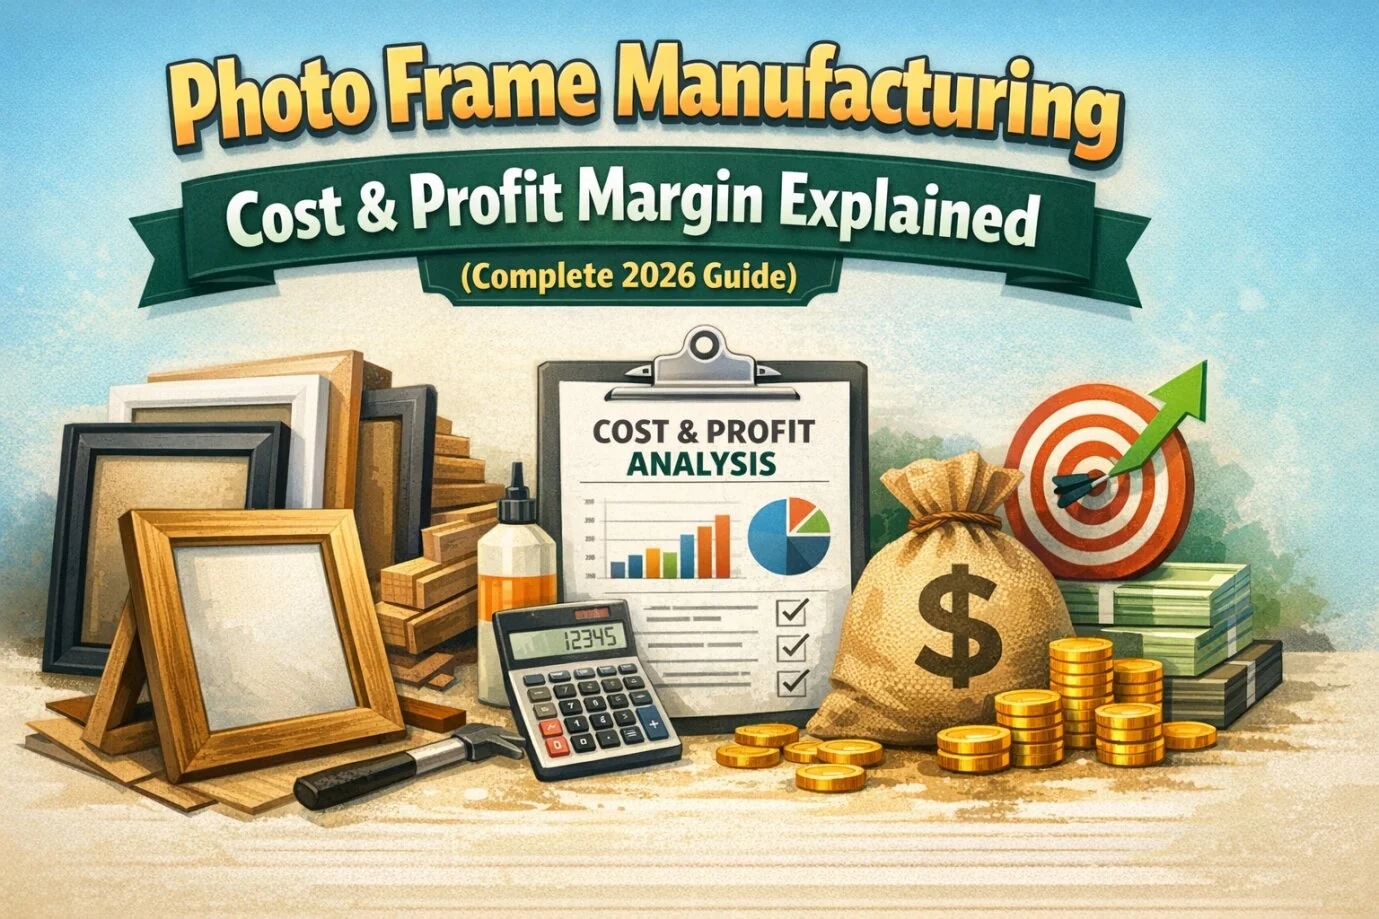 Photo Frame Manufacturing
Cost & Profit Margin Explained
(Complete 2026 Guide)
COST & PROFIT
ANALYSIS
12345
$